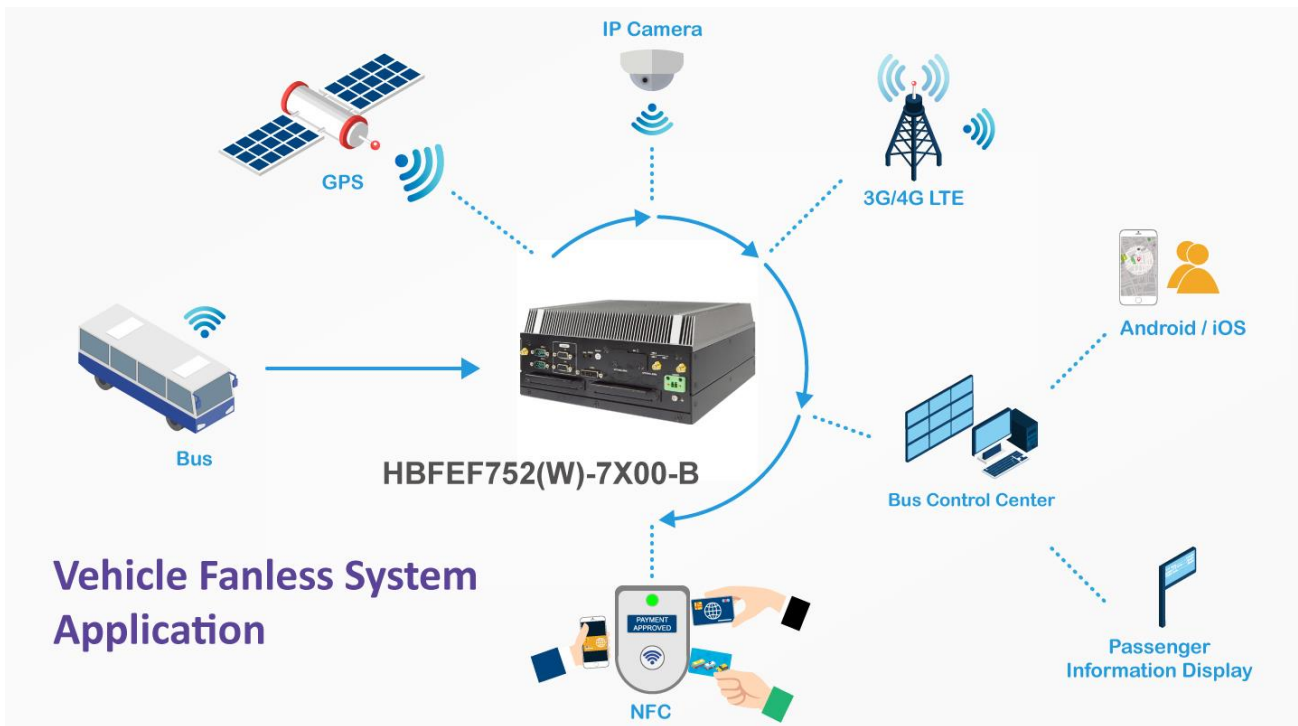 IP Camera
GPS
3G/4G LTE
Android / iOS
Bus
HBFEF752(W)-7X00-B
Bus Control Center
Vehicle Fanless System
Application
PAYMENT
APPROVED
NFC
Passenger
Information Display